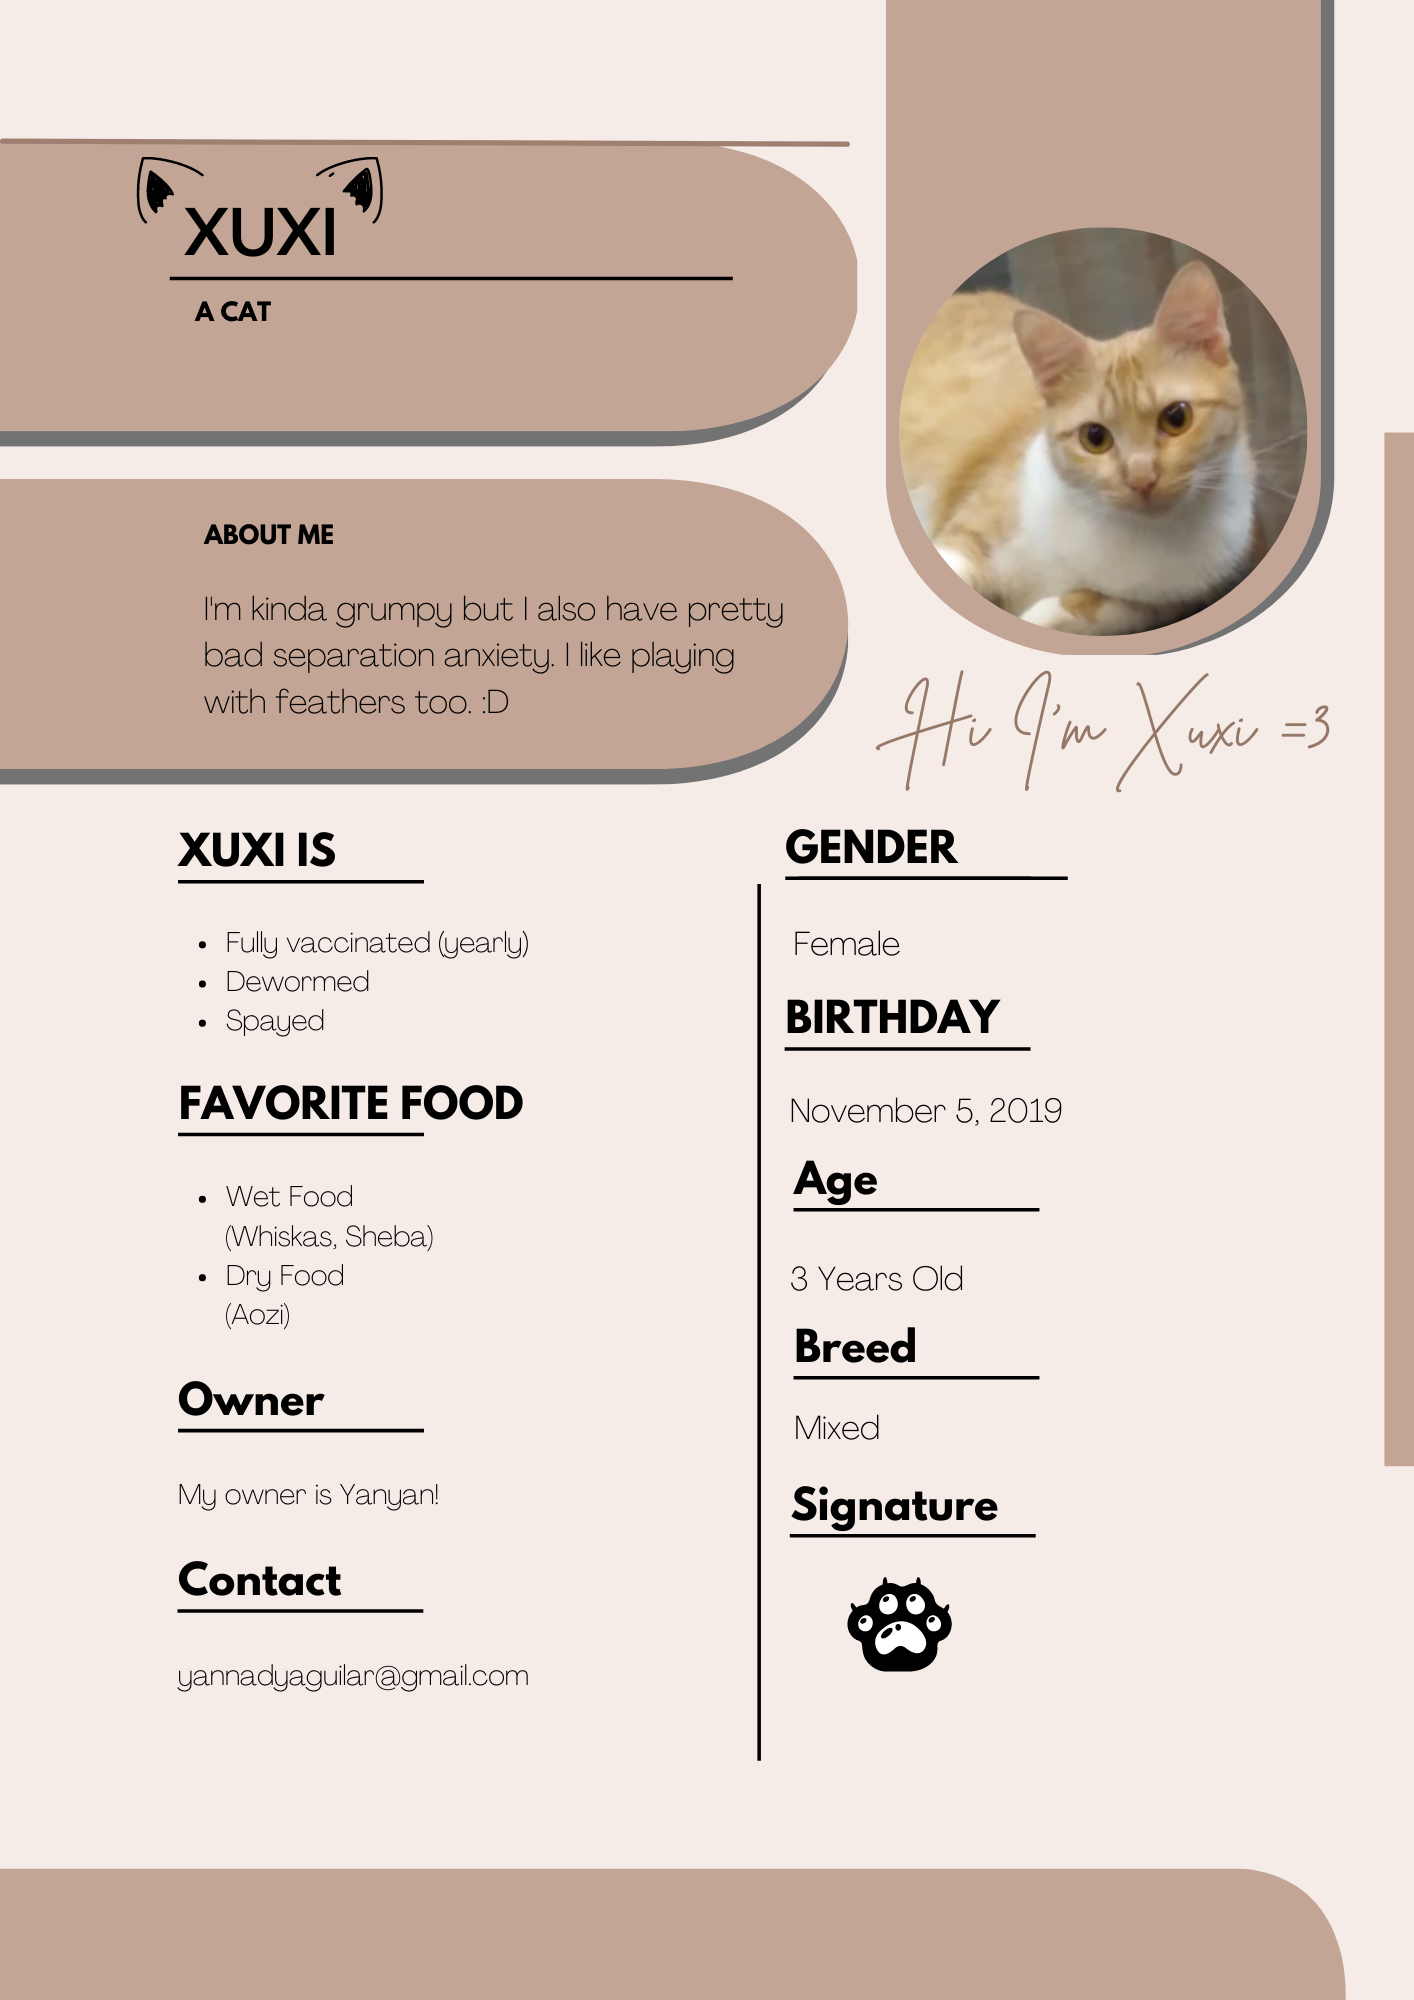 XUXI
A CAT
ABOUT ME
I'm kinda grumpy but I also have pretty
bad separation anxiety. I like playing
with feathers too. :D
Hi I'm Xuxi =3
XUXI IS
• Fully vaccinated (yearly)
• Dewormed
• Spayed
FAVORITE FOOD
• Wet Food
(Whiskas, Sheba)
• Dry Food
(Aozi)
Owner
My owner is Yanyan!
Contact
yannadyaguilar@gmail.com
GENDER
Female
BIRTHDAY
November 5, 2019
Age
3 Years Old
Breed
Mixed
Signature